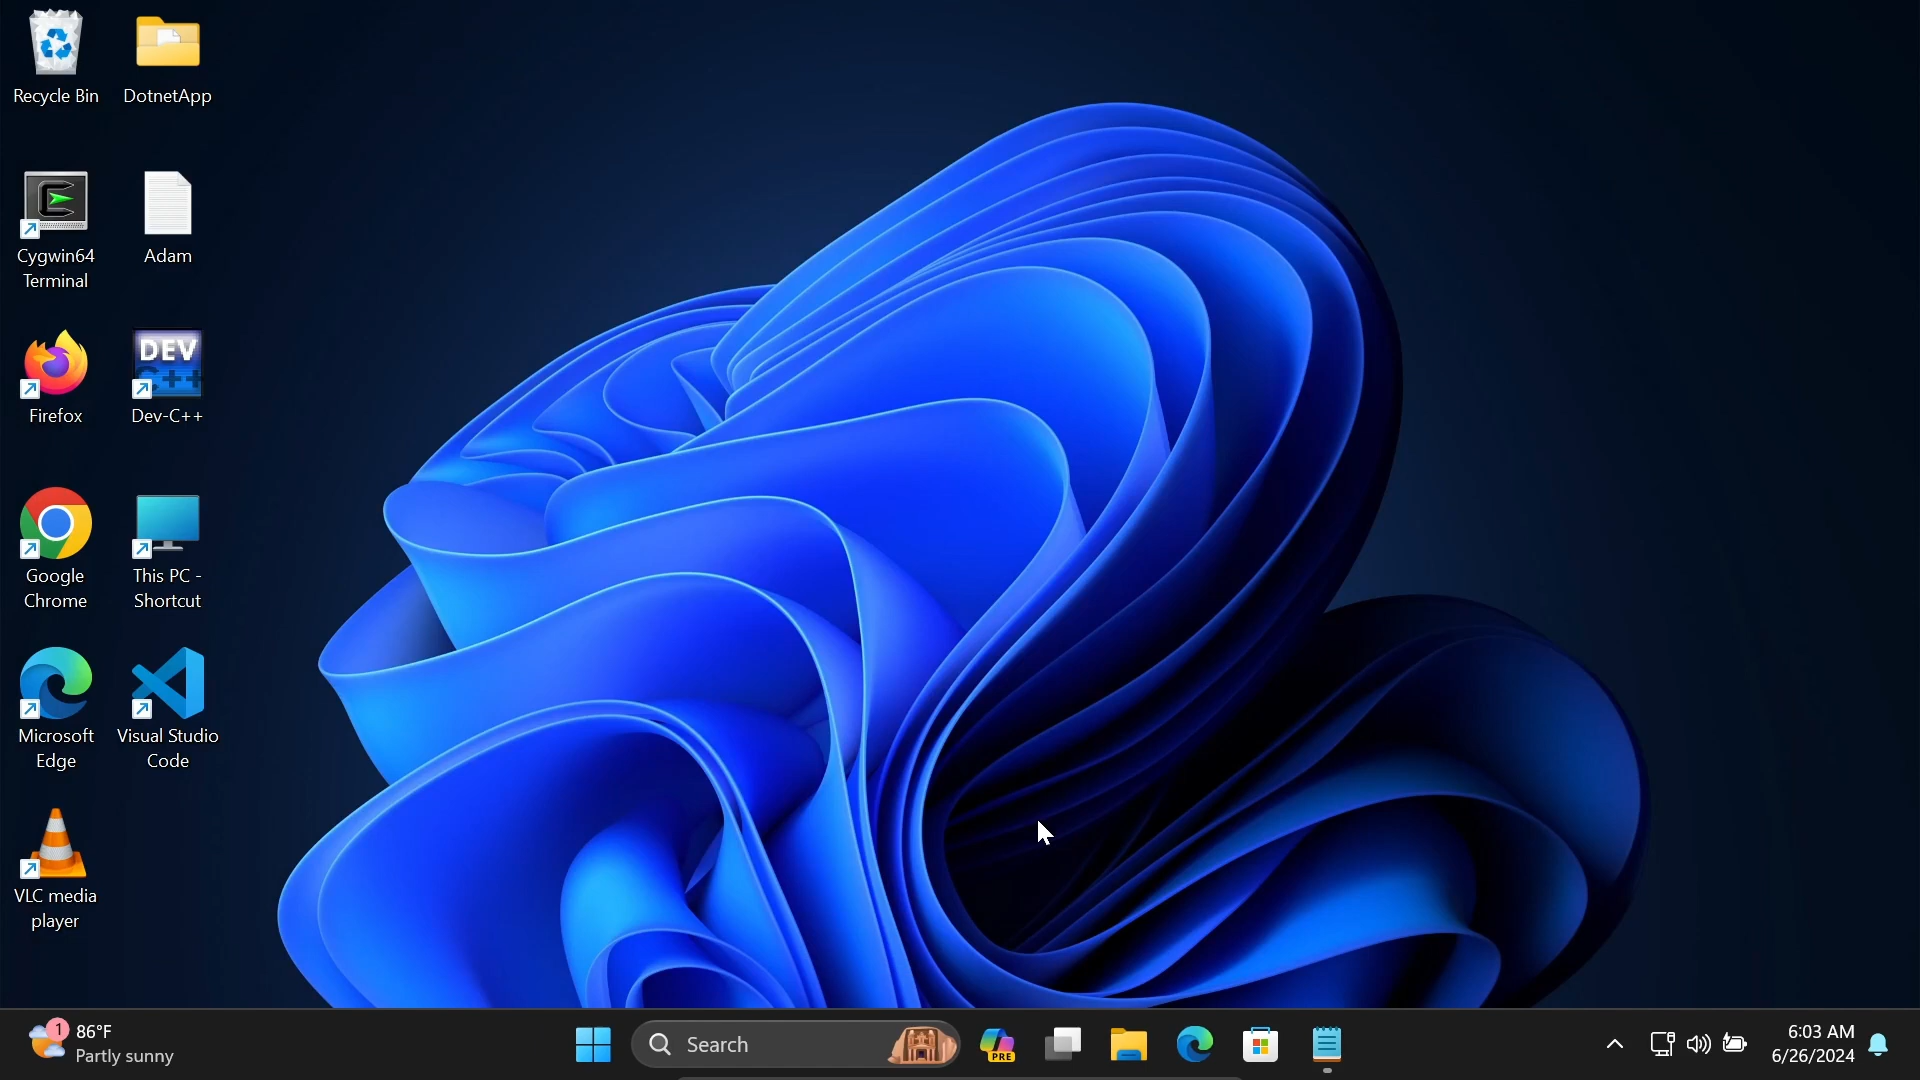 Recycle Bin
DotnetApp
Cygwin64
Terminal
Adam
Firefox
DEV
C++
Dev-C++
Google
Chrome
This PC -
Shortcut
Microsoft
Edge
Visual Studio
Code
VLC media
player
1
86°F
Partly sunny
Search
PRE
6:03 AM
6/26/2024